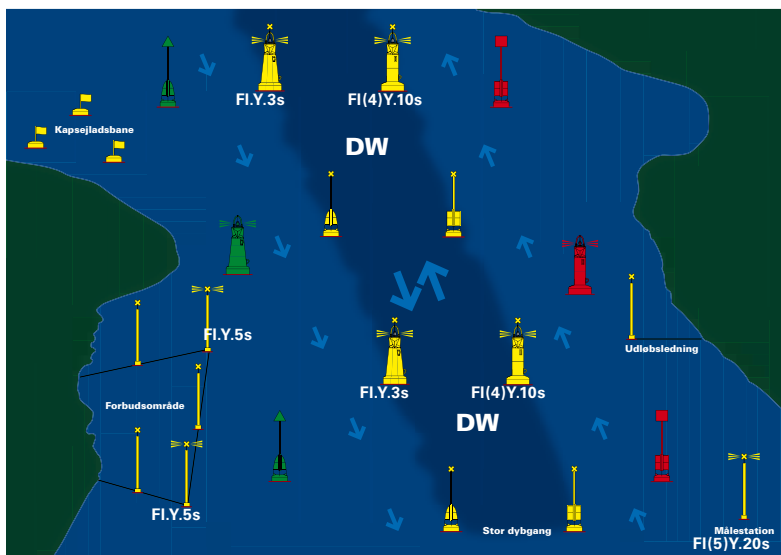 Fl.Y.3s
Fl(4)Y.10s
Kapsejladsbane
DW
Fl.Y.5s
Udløbsledning
Fl.Y.3s
Fl(4)Y.10s
Forbudsområde
DW
Fl.Y.5s
Stor dybgang
Målestation
Fl(5)Y.20s